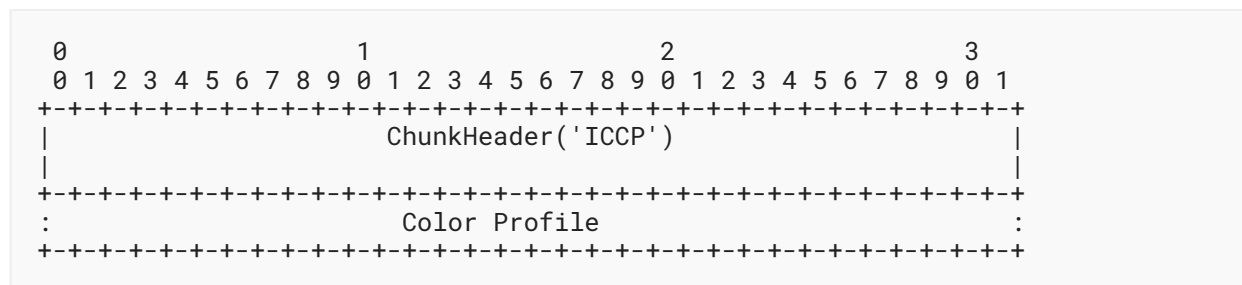 0                   1                   2                   3
 0 1 2 3 4 5 6 7 8 9 0 1 2 3 4 5 6 7 8 9 0 1 2 3 4 5 6 7 8 9 0 1
+-+-+-+-+-+-+-+-+-+-+-+-+-+-+-+-+-+-+-+-+-+-+-+-+-+-+-+-+-+-+-+-+
|                      ChunkHeader('ICCP')                      |
|                                                               |
+-+-+-+-+-+-+-+-+-+-+-+-+-+-+-+-+-+-+-+-+-+-+-+-+-+-+-+-+-+-+-+-+
:                       Color Profile                           :
+-+-+-+-+-+-+-+-+-+-+-+-+-+-+-+-+-+-+-+-+-+-+-+-+-+-+-+-+-+-+-+-+